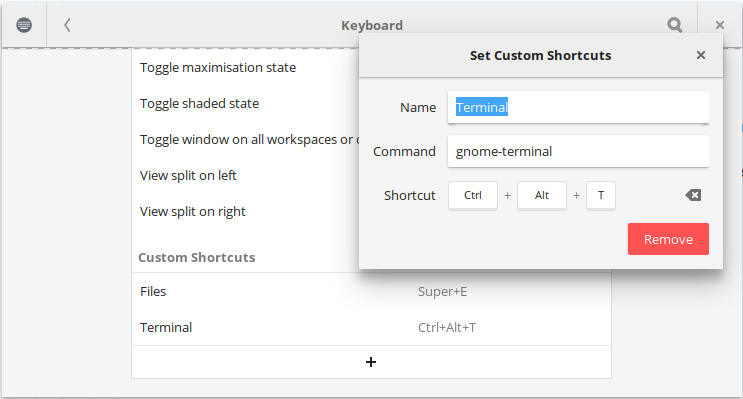 Keyboard
Set Custom Shortcuts
Name Terminal
Command gnome-terminal
Shortcut Ctrl + Alt + T
Remove
Toggle maximisation state
Toggle shaded state
Toggle window on all workspaces or
View split on left
View split on right
Custom Shortcuts
Files Super+E
Terminal Ctrl+Alt+T
+